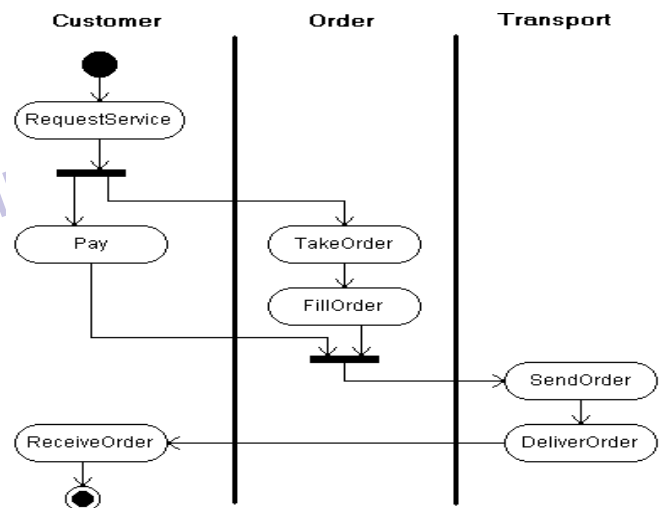 Customer Order Transport
RequestService
Pay TakeOrder
FillOrder
SendOrder
ReceiveOrder DeliverOrder